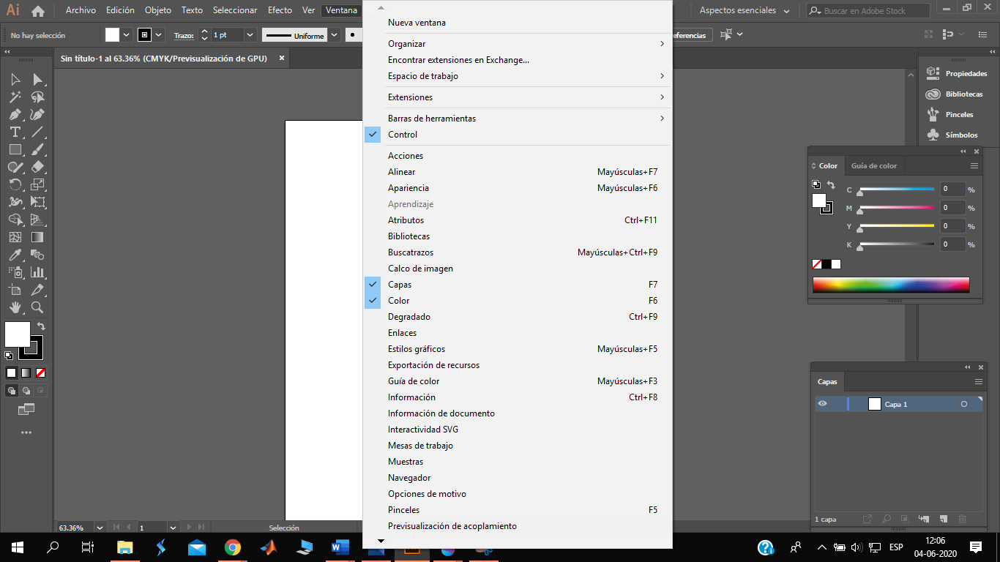 Ai Archivo Edición Objeto Texto Seleccionar Efecto Ver Ventana Aspectos esenciales Buscar en Adobe Stock
No hay selección Trazo: 1 pt Uniforme
Sin título-1 al 63.36% (CMYK/Previsualización de GPU)
Nueva ventana
Organizar
Encontrar extensiones en Exchange...
Espacio de trabajo
Extensiones
Barras de herramientas
Control
Acciones
Alinear Mayúsculas+F7
Apariencia Mayúsculas+F6
Aprendizaje
Atributos Ctrl+F11
Bibliotecas
Buscatrazos Mayúsculas+Ctrl+F9
Calco de imagen
Capas F7
Color F6
Degradado Ctrl+F9
Enlaces
Estilos gráficos Mayúsculas+F5
Exportación de recursos
Guía de color Mayúsculas+F3
Información Ctrl+F8
Información de documento
Interactividad SVG
Mesas de trabajo
Muestras
Navegador
Opciones de motivo
Pinceles F5
Previsualización de acoplamiento
Propiedades
Bibliotecas
Pinceles
Símbolos
Color Guía de color
C 0 %
M 0 %
Y 0 %
K 0 %
Capas
Capa 1
1 capa
63.36% 1 Selección
ESP
12:06
04-06-2020